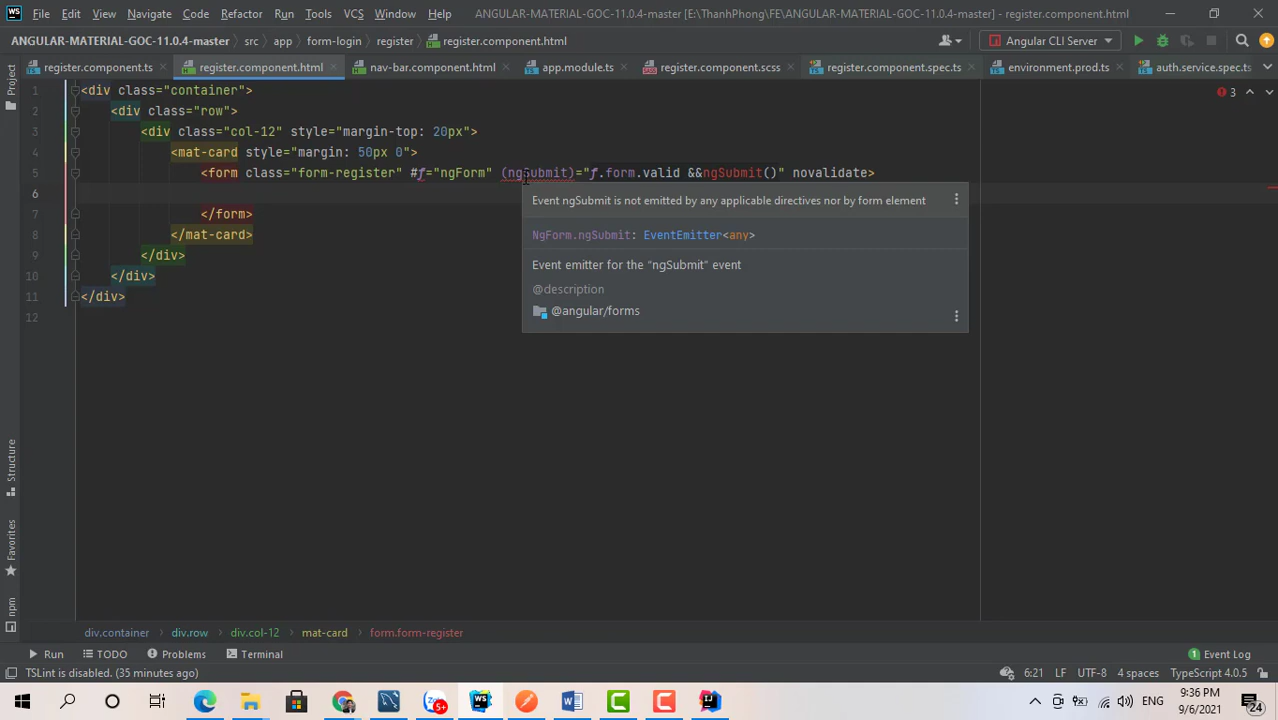 WS File Edit View Navigate Code Refactor Run Tools VCS Window Help ANGULAR-MATERIAL-GOC-11.0.4-master [E:\ThanhPhong\FE\ANGULAR-MATERIAL-GOC-11.0.4-master] - register.component.html
ANGULAR-MATERIAL-GOC-11.0.4-master src app form-login register register.component.html Angular CLI Server
register.component.ts register.component.html nav-bar.component.html app.module.ts register.component.scss register.component.spec.ts environment.prod.ts auth.service.spec.ts
Project
1 <div class="container"> 3
2 <div class="row">
3 <div class="col-12" style="margin-top: 20px">
4 <mat-card style="margin: 50px 0">
5 <form class="form-register" #f="ngForm" (ngSubmit)="f.form.valid &&ngSubmit()" novalidate>
6
Event ngSubmit is not emitted by any applicable directives nor by form element
7 </form>
8 </mat-card>
NgForm.ngSubmit: EventEmitter<any>
9 </div>
Event emitter for the "ngSubmit" event
10 </div>
@description
11 </div>
@angular/forms
12
Structure
Favorites
npm
div.container div.row div.col-12 mat-card form.form-register
Run TODO Problems Terminal 1 Event Log
TSLint is disabled. (35 minutes ago) 6:21 LF UTF-8 4 spaces TypeScript 4.0.5
5+ WS ENG 9:36 PM
9/6/2021 24